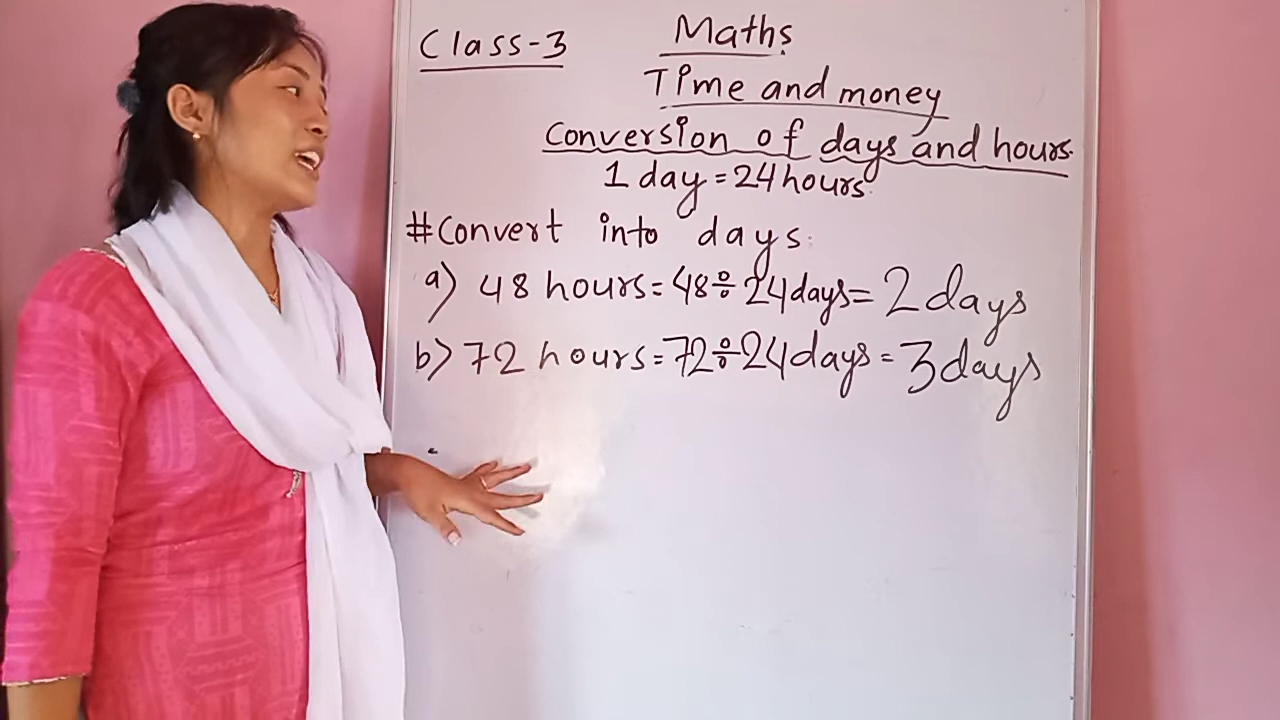 Class-3
Maths
Time and money
Conversion of days and hours.
1 day = 24 hours.
#Convert into days:
a) 48 hours = 48 ÷ 24 days = 2 days
b) 72 hours = 72 ÷ 24 days = 3 days